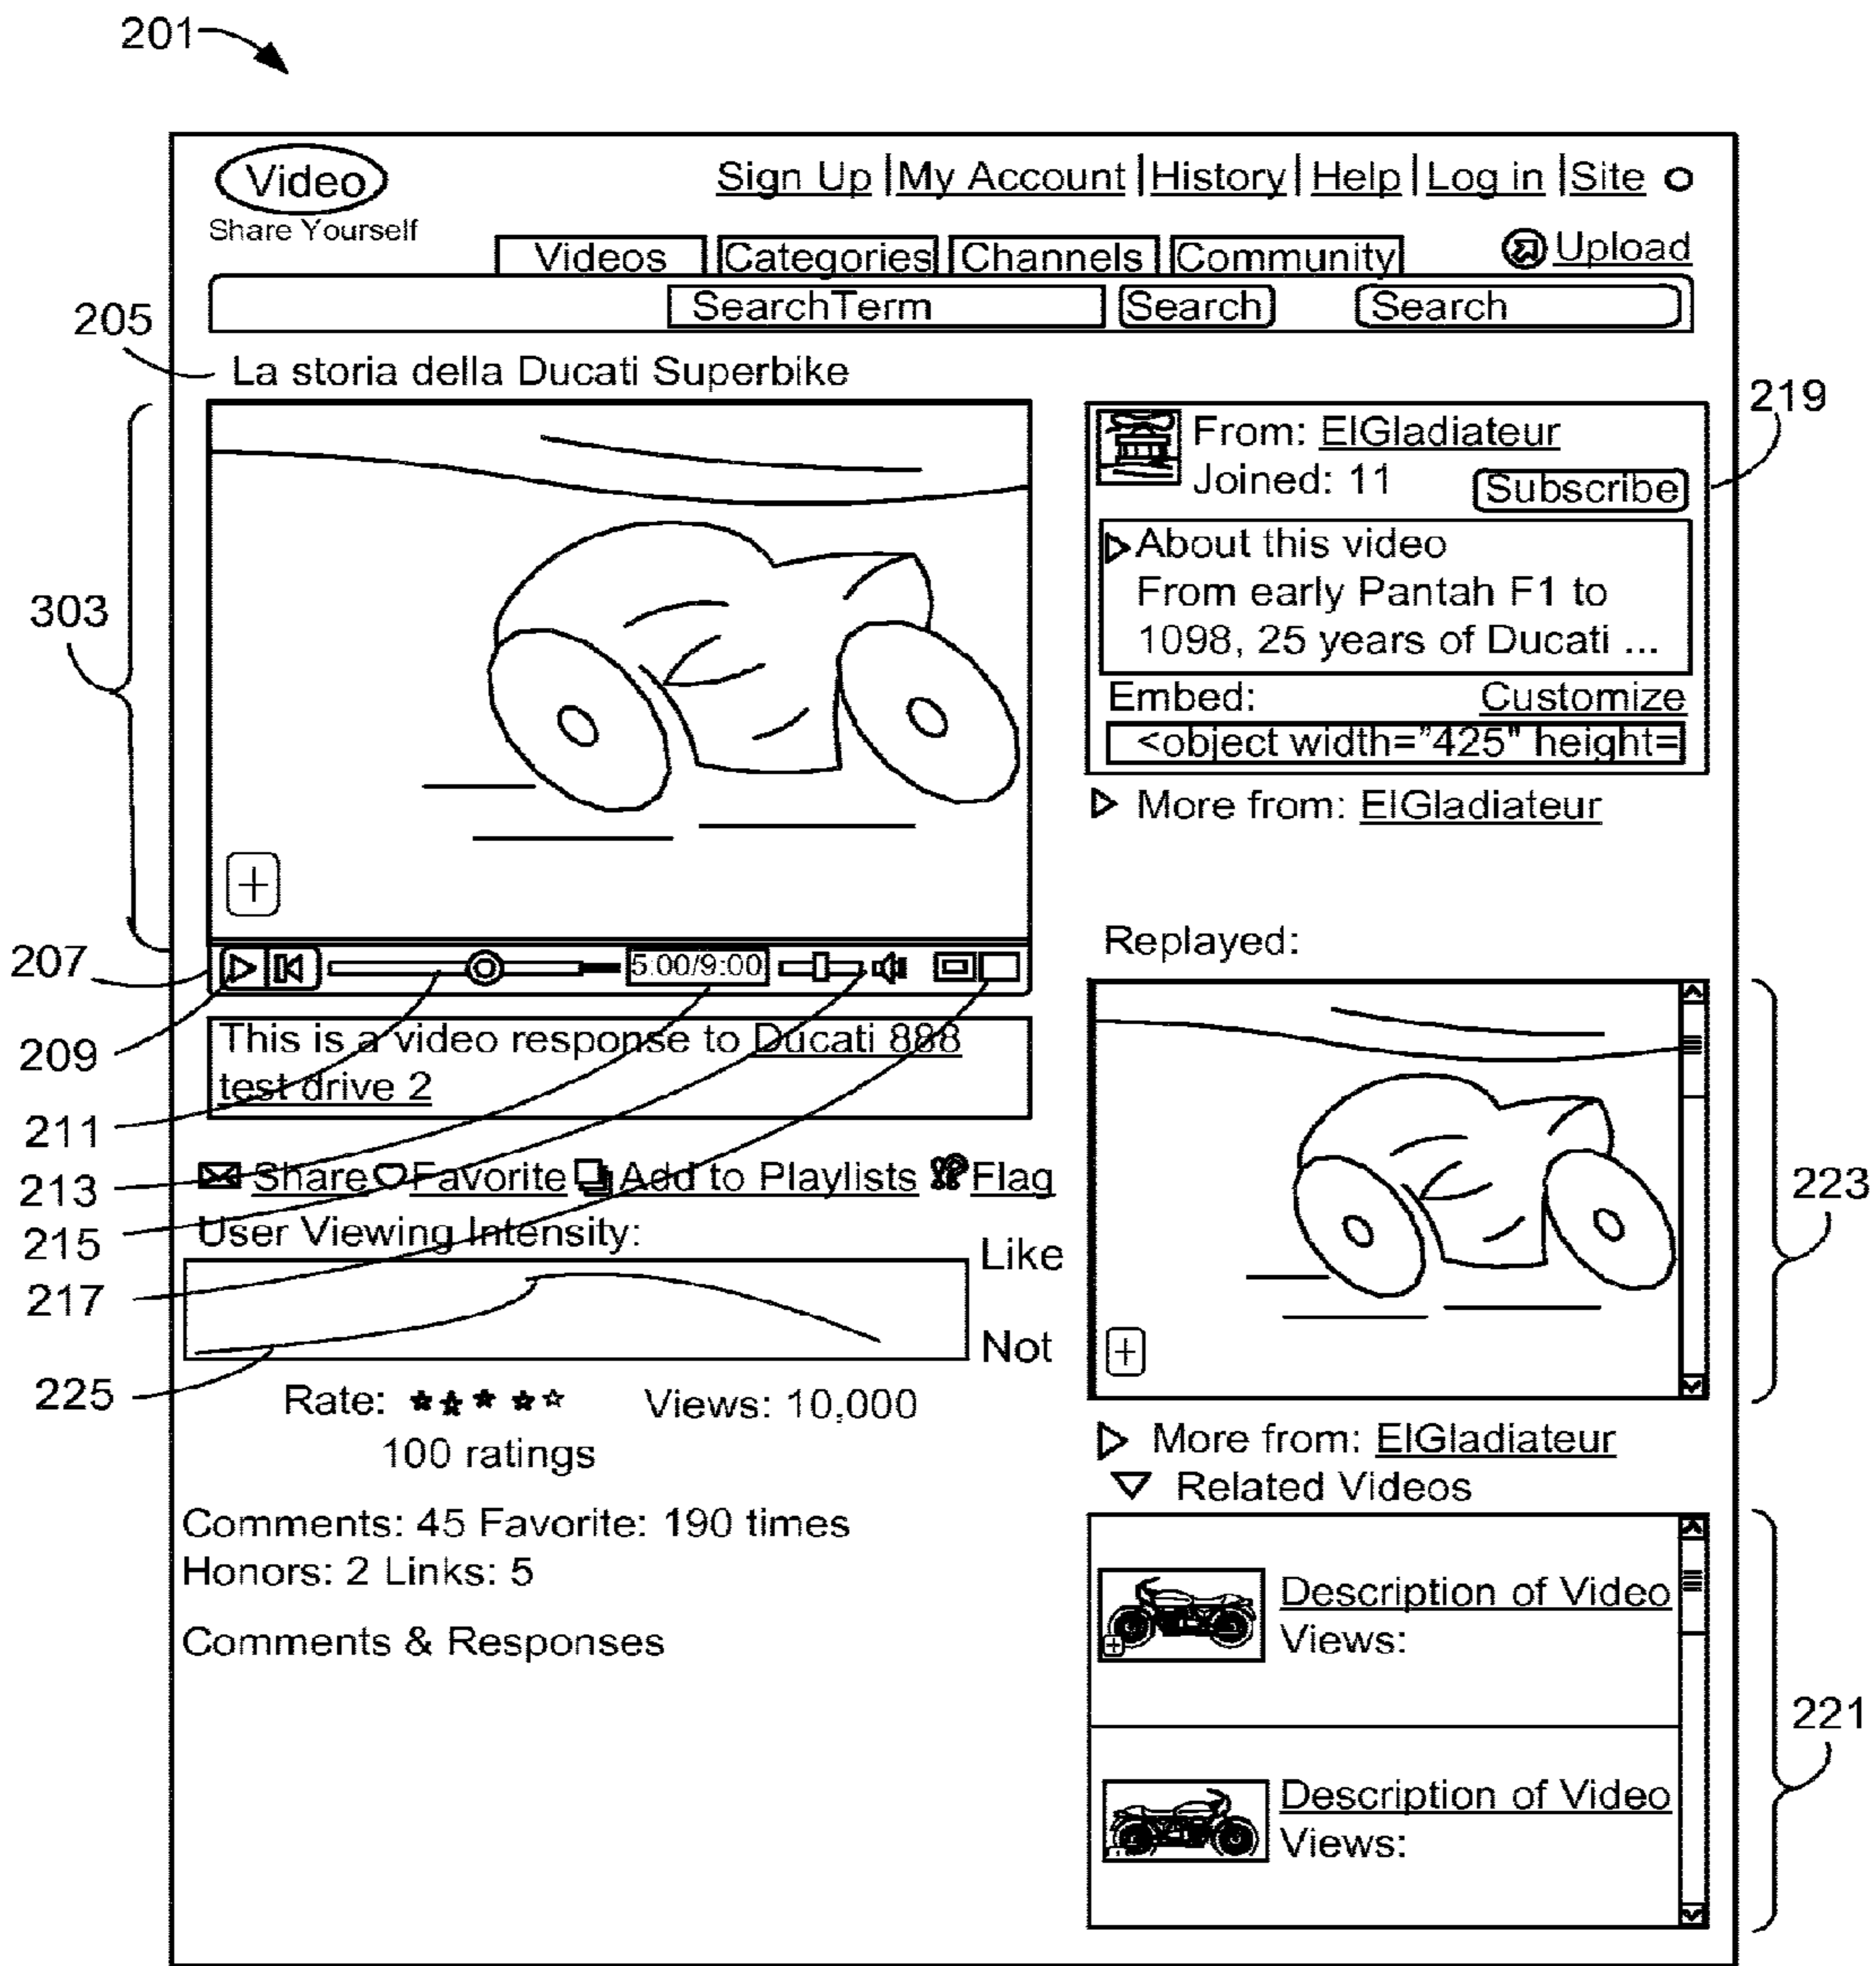 201
Video
Share Yourself
Sign Up | My Account | History | Help | Log in | Site
Videos Categories Channels Community Upload
SearchTerm Search Search
205
La storia della Ducati Superbike
219
From: ElGladiateur
Joined: 11
Subscribe
About this video
From early Pantah F1 to
1098, 25 years of Ducati ...
Embed: Customize
<object width="425" height=
More from: ElGladiateur
303
+
207
5:00/9:00
209
This is a video response to Ducati 888
test drive 2
211
213
Share Favorite Add to Playlists Flag
215
User Viewing Intensity:
Like
217
Not
225
Rate: Views: 10,000
100 ratings
Comments: 45 Favorite: 190 times
Honors: 2 Links: 5
Comments & Responses
Replayed:
+
223
More from: ElGladiateur
Related Videos
Description of Video
Views:
+
221
Description of Video
Views: